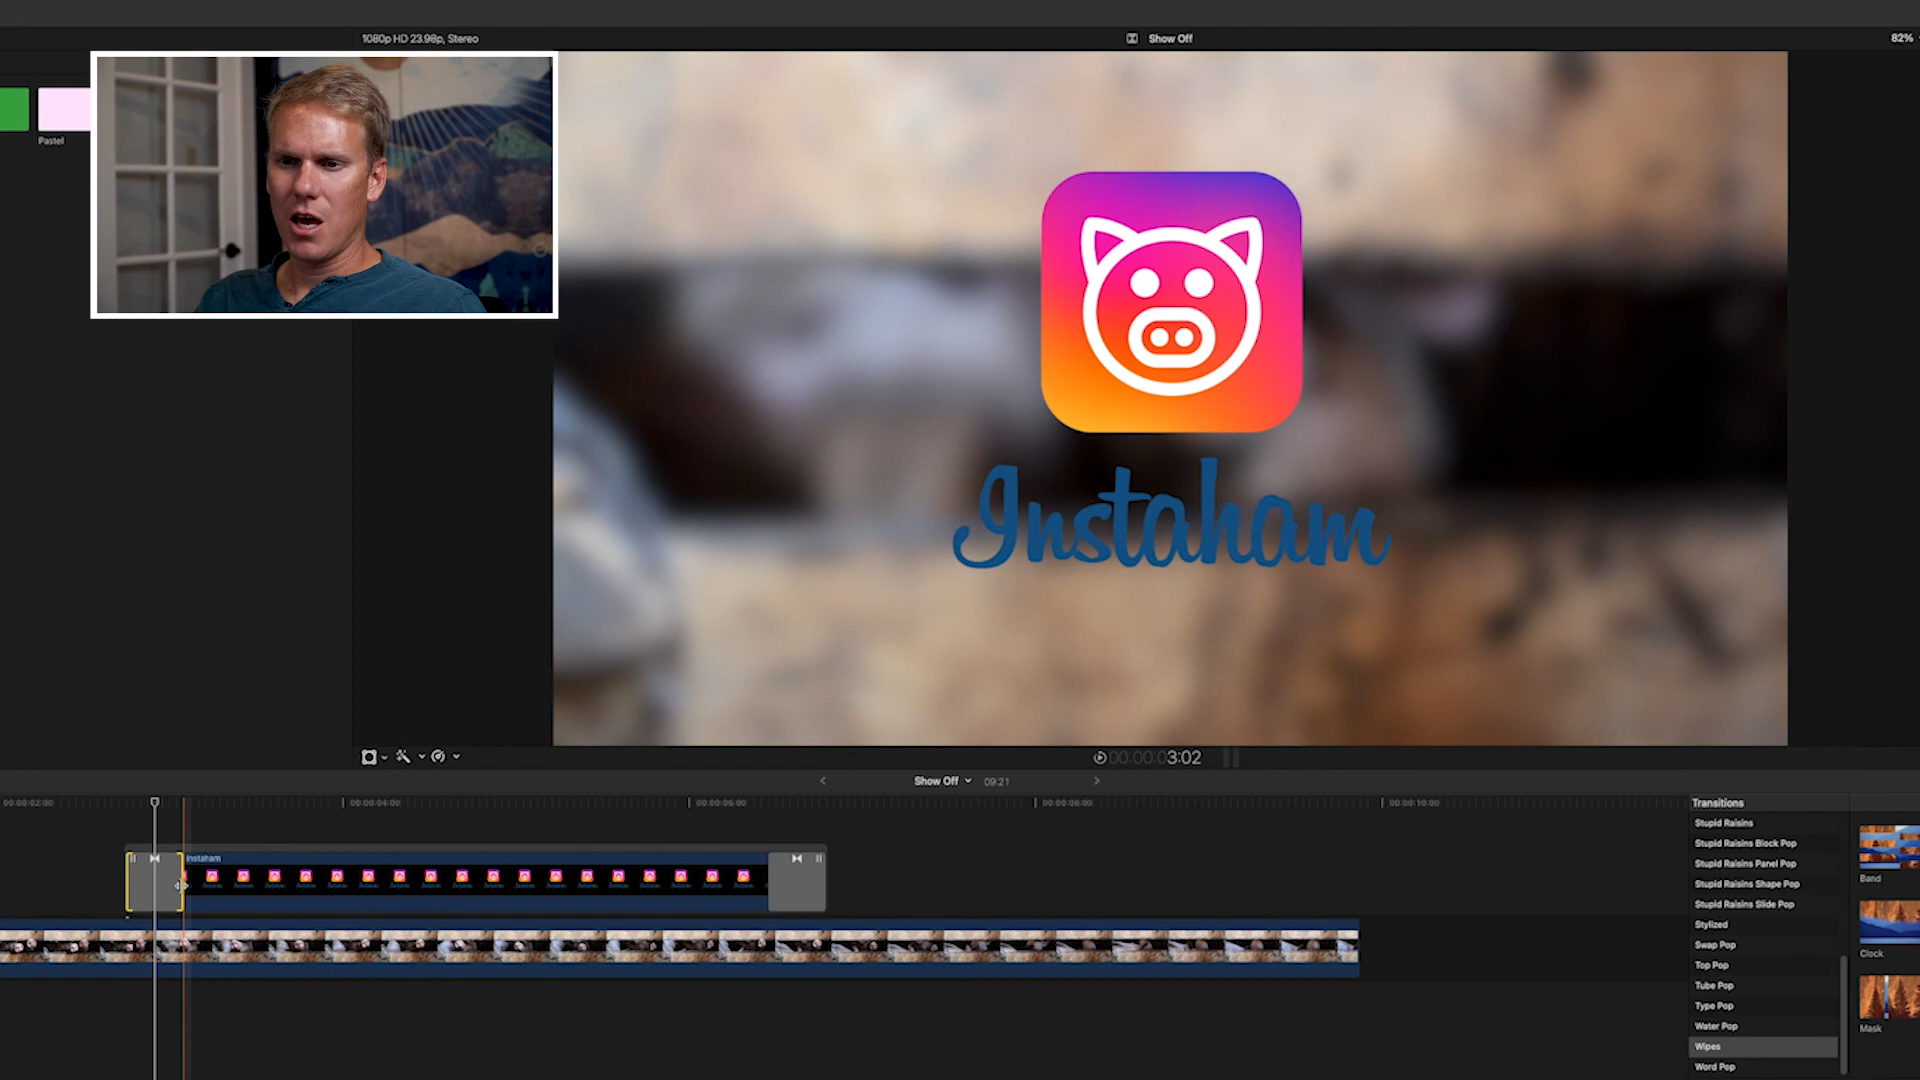 1080p HD 23.98p, Stereo
Show Off
82%
Pastel
Instaham
00:00:03:02
Show Off
09:21
00:00:02:00
00:00:04:00
00:00:06:00
00:00:08:00
00:00:10:00
Instaham
Transitions
Stupid Raisins
Stupid Raisins Block Pop
Stupid Raisins Panel Pop
Stupid Raisins Shape Pop
Stupid Raisins Slide Pop
Stylized
Swap Pop
Top Pop
Tube Pop
Type Pop
Water Pop
Wipes
Word Pop
Band
Clock
Mask